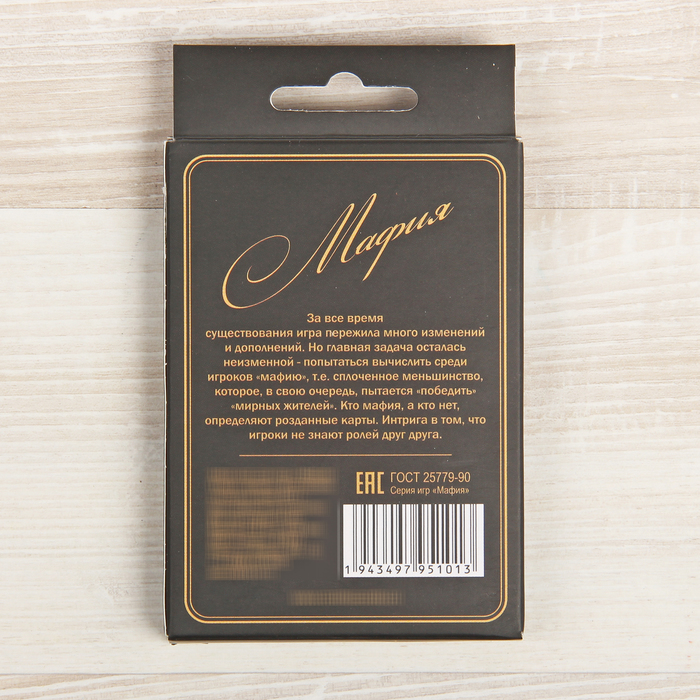 Мафия
За все время
существования игра пережила много изменений
и дополнений. Но главная задача осталась
неизменной - попытаться вычислить среди
игроков «мафию», т.е. сплоченное меньшинство,
которое, в свою очередь, пытается «победить»
«мирных жителей». Кто мафия, а кто нет,
определяют розданные карты. Интрига в том, что
игроки не знают ролей друг друга.
ЕАС ГОСТ 25779-90
Серия игр «Мафия»
1 943497 951013